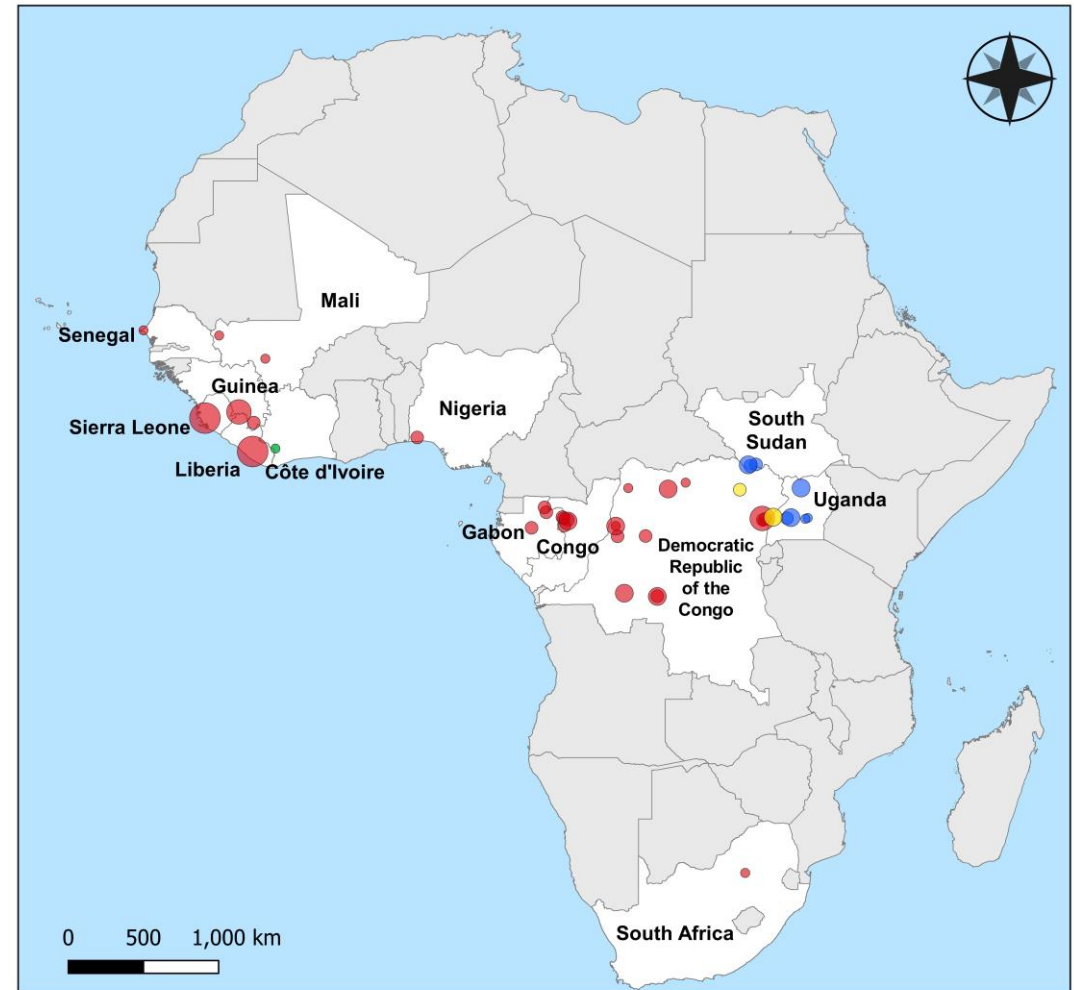 Mali
Senegal
Guinea
Nigeria
Sierra Leone
South
Sudan
Liberia
Côte d'Ivoire
Uganda
Gabon
Congo
Democratic
Republic
of the
Congo
South Africa
0 500 1,000 km